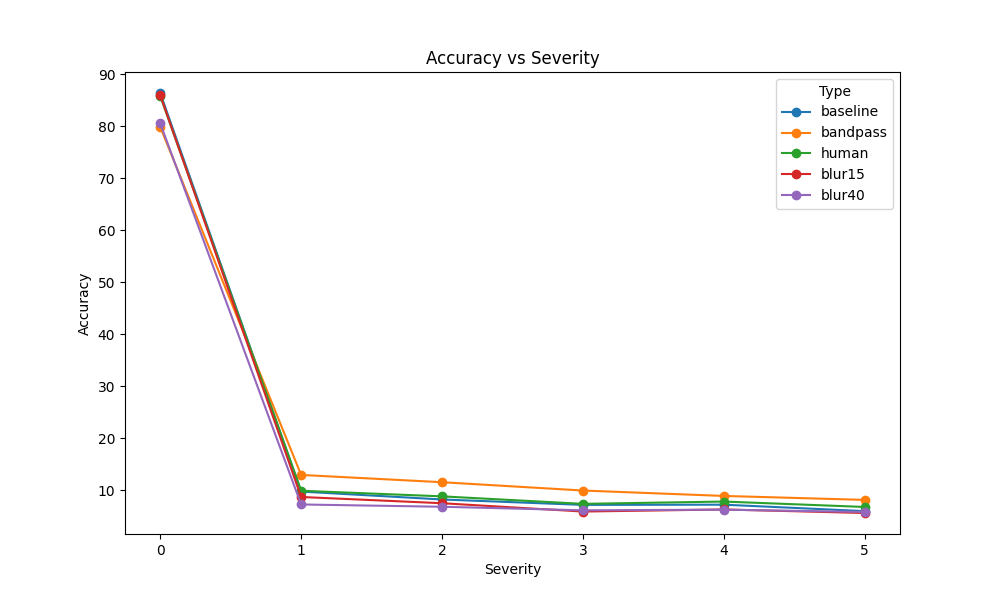 Accuracy vs Severity
90
80
70
60
50
40
30
20
10
Accuracy
0 1 2 3 4 5
Severity
Type
baseline
bandpass
human
blur15
blur40